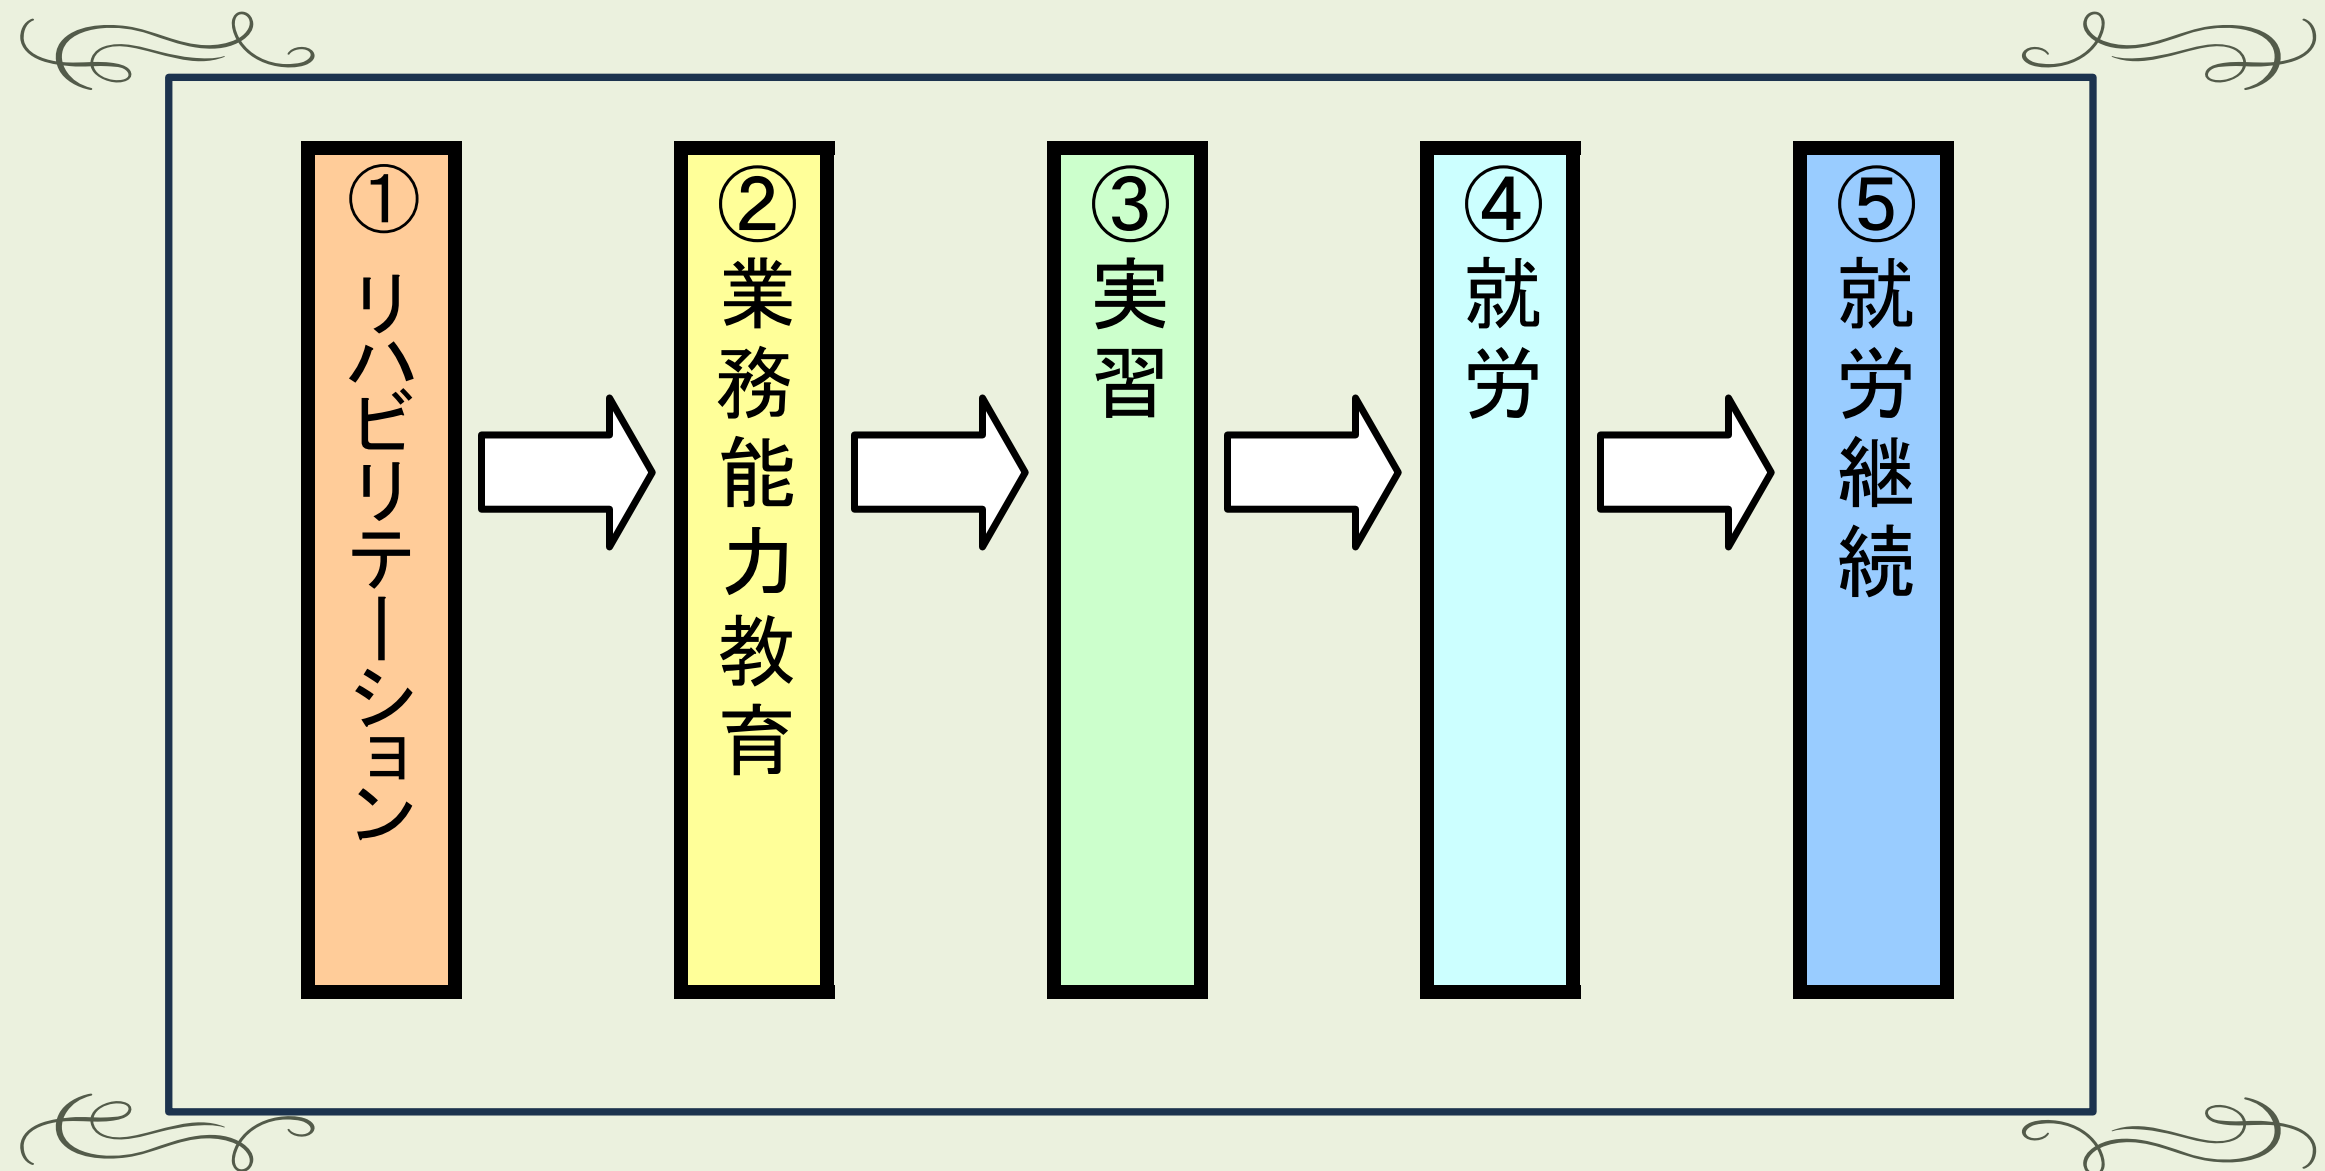 ①リハビリテーション
②業務能力教育
③実習
④就労
⑤就労継続